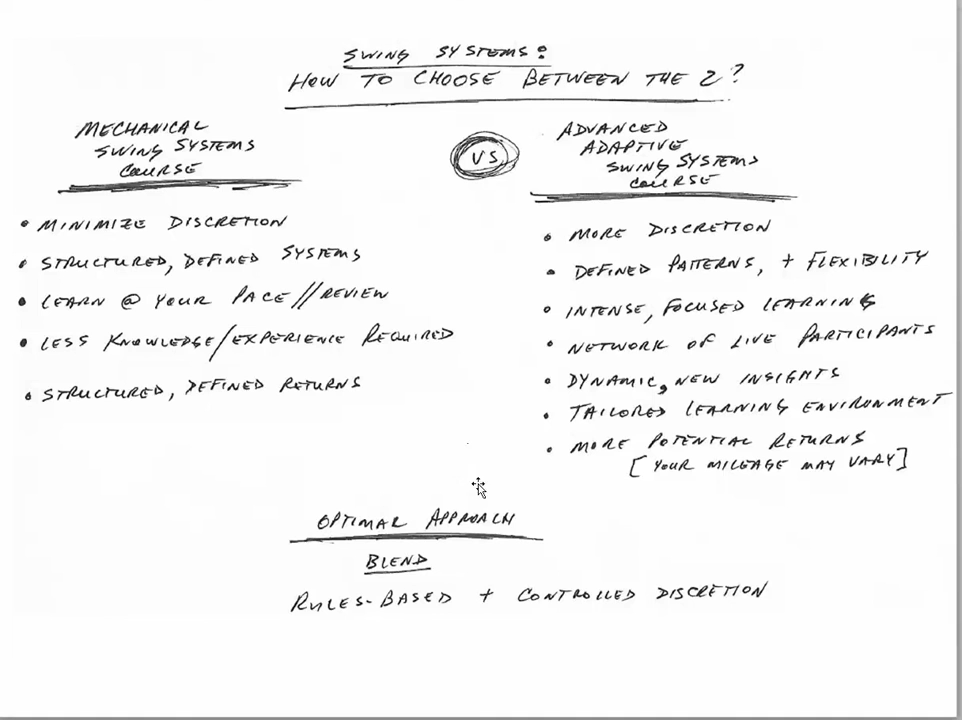 SWING SYSTEMS:
HOW TO CHOOSE BETWEEN THE 2?
MECHANICAL
SWING SYSTEMS
COURSE
VS
ADVANCED
ADAPTIVE
SWING SYSTEMS
COURSE
• MINIMIZE DISCRETION
• STRUCTURED, DEFINED SYSTEMS
• LEARN @ YOUR PACE//REVIEW
• LESS KNOWLEDGE/EXPERIENCE REQUIRED
• STRUCTURED, DEFINED RETURNS
• MORE DISCRETION
• DEFINED PATTERNS, + FLEXIBILITY
• INTENSE, FOCUSED LEARNING
• NETWORK OF LIVE PARTICIPANTS
• DYNAMIC, NEW INSIGHTS
• TAILORED LEARNING ENVIRONMENT
• MORE POTENTIAL RETURNS
[YOUR MILEAGE MAY VARY]
OPTIMAL APPROACH
BLEND
RULES-BASED + CONTROLLED DISCRETION